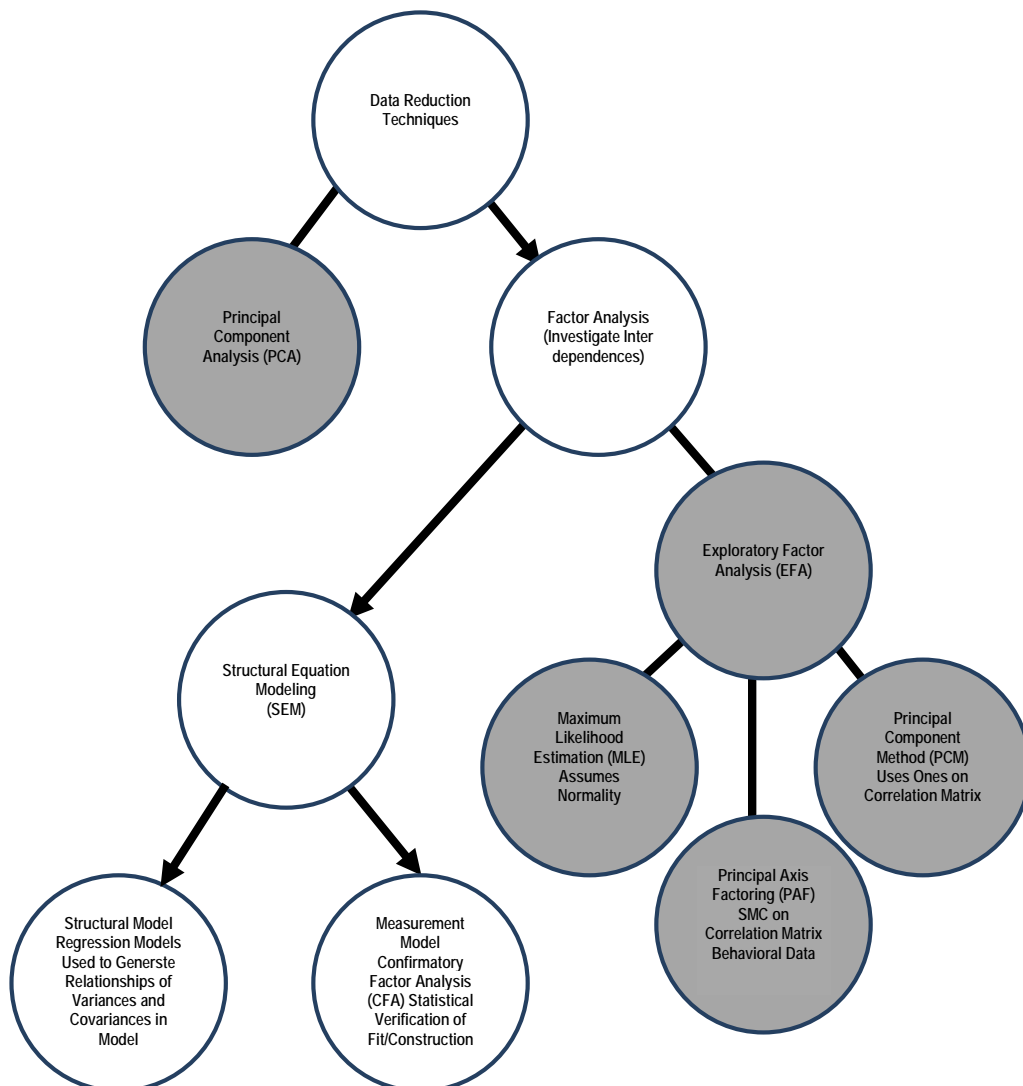 Data Reduction
Techniques
Principal
Component
Analysis (PCA)
Factor Analysis
(Investigate Inter
dependences)
Exploratory Factor
Analysis (EFA)
Structural Equation
Modeling
(SEM)
Maximum
Likelihood
Estimation (MLE)
Assumes
Normality
Principal
Component
Method (PCM)
Uses Ones on
Correlation Matrix
Principal Axis
Factoring (PAF)
SMC on
Correlation Matrix
Behavioral Data
Structural Model
Regression Models
Used to Generste
Relationships of
Variances and
Covariances in
Model
Measurement
Model
Confirmatory
Factor Analysis
(CFA) Statistical
Verification of
Fit/Construction